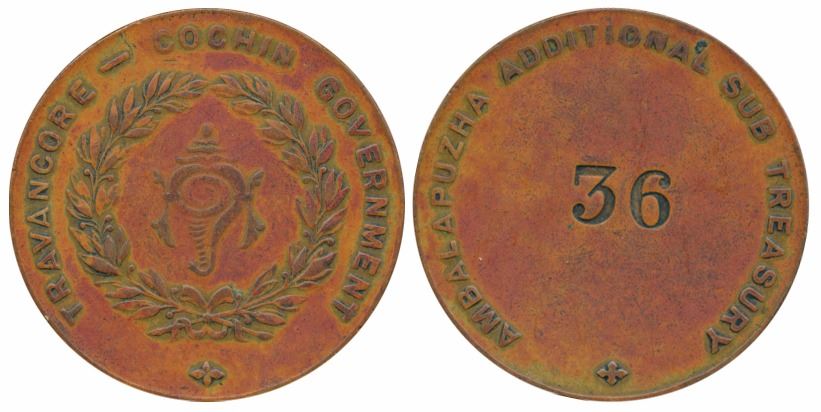 TRAVANCORE — COCHIN GOVERNMENT
AMBALAPUZHA ADDITIONAL SUB TREASURY
36